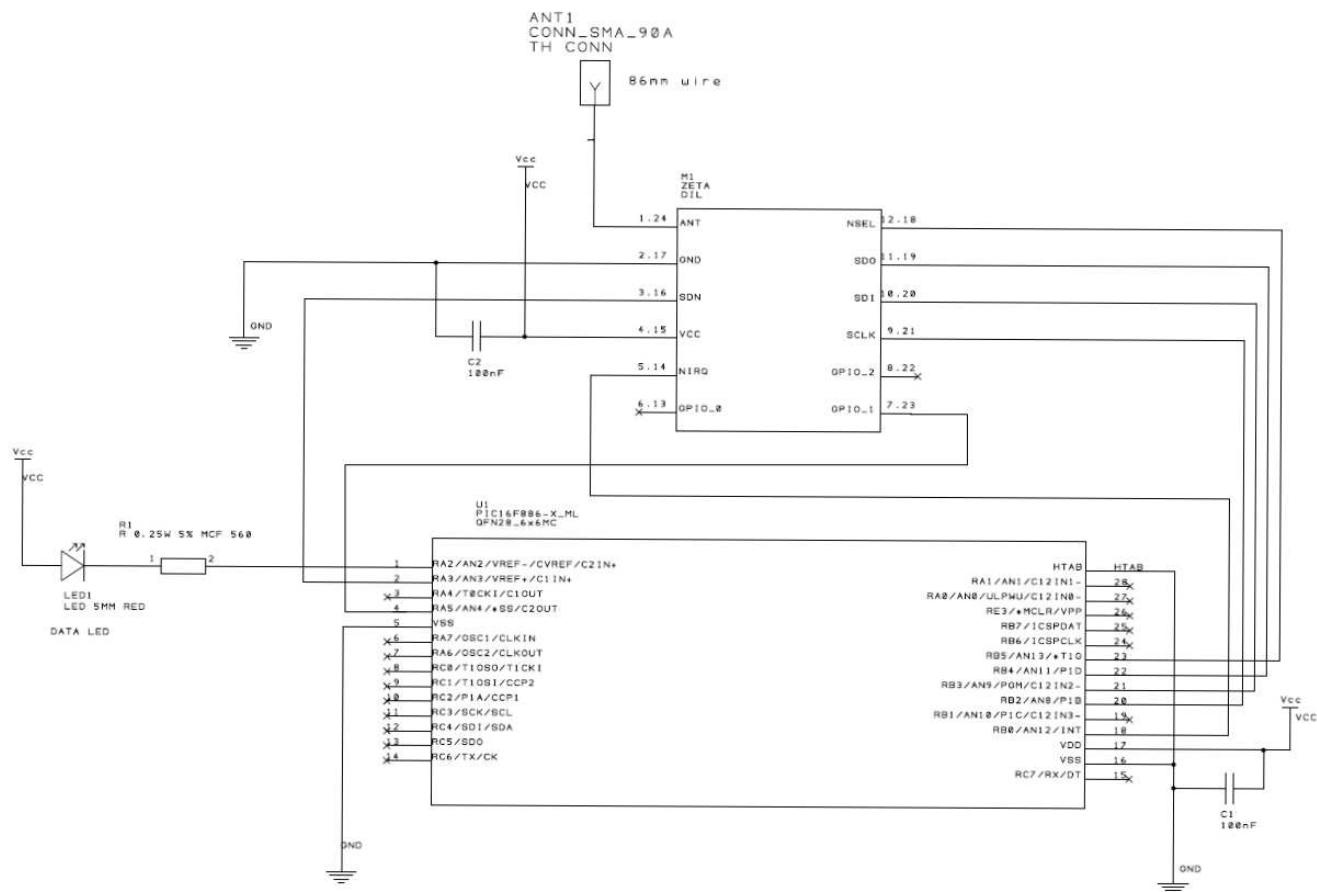 ANT1
CONN_SMA_90A
TH CONN
86mm wire
1
Vcc
VCC
M1
ZETA
DIL
1.24 ANT
2.17 GND
3.16 SDN
4.15 VCC
5.14 NIRQ
6.13 GPIO_0
NSEL 12.18
SDO 11.19
SDI 10.20
SCLK 9.21
GPIO_2 8.22
GPIO_1 7.23
GND
C2
100nF
Vcc
VCC
LED1
LED 5MM RED
DATA LED
R1
R 0.25W 5% MCF 560
1 2
U1
PIC16F886-X_ML
QFN28_6x6MC
1 RA2/AN2/VREF-/CVREF/C2IN+
2 RA3/AN3/VREF+/C1IN+
3 RA4/T0CKI/C1OUT
4 RA5/AN4/*SS/C2OUT
5 VSS
6 RA7/OSC1/CLKIN
7 RA6/OSC2/CLKOUT
8 RC0/T1OSO/T1CKI
9 RC1/T1OSI/CCP2
10 RC2/P1A/CCP1
11 RC3/SCK/SCL
12 RC4/SDI/SDA
13 RC5/SDO
14 RC6/TX/CK
HTAB HTAB
RA1/AN1/C12IN1- 28
RA0/AN0/ULPWU/C12IN0- 27
RE3/*MCLR/VPP 26
RB7/ICSPDAT 25
RB6/ICSPCLK 24
RB5/AN13/*T1G 23
RB4/AN11/P1D 22
RB3/AN9/PGM/C12IN2- 21
RB2/AN8/P1B 20
RB1/AN10/P1C/C12IN3- 19
RB0/AN12/INT 18
VDD 17
VSS 16
RC7/RX/DT 15
Vcc
VCC
C1
100nF
GND
GND